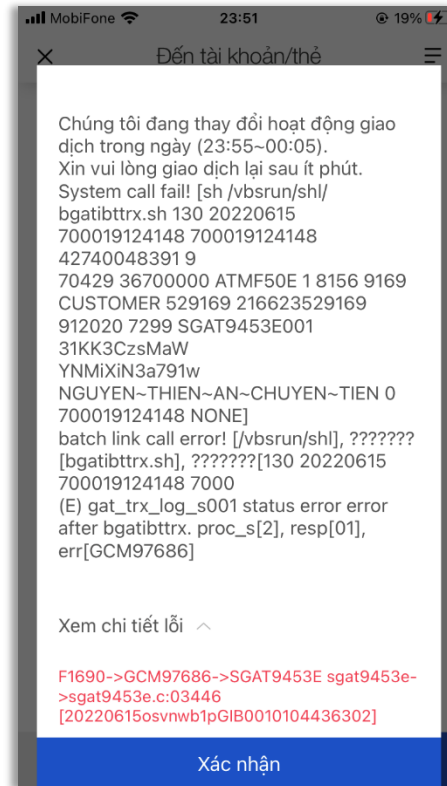 MobiFone 23:51 19%
Đến tài khoản/thẻ
Chúng tôi đang thay đổi hoạt động giao
dịch trong ngày (23:55~00:05).
Xin vui lòng giao dịch lại sau ít phút.
System call fail! [sh /vbsrun/shl/
bgatibttrx.sh 130 20220615
700019124148 700019124148
42740048391 9
70429 36700000 ATMF50E 1 8156 9169
CUSTOMER 529169 216623529169
912020 7299 SGAT9453E001
31KK3CzsMaW
YNMiXiN3a791w
NGUYEN~THIEN~AN~CHUYEN~TIEN 0
700019124148 NONE]
batch link call error! [/vbsrun/shl], ???????
[bgatibttrx.sh], ???????[130 20220615
700019124148 7000
(E) gat_trx_log_s001 status error error
after bgatibttrx. proc_s[2], resp[01],
err[GCM97686]
Xem chi tiết lỗi
F1690->GCM97686->SGAT9453E sgat9453e-
>sgat9453e.c:03446
[20220615osvnwb1pGIB0010104436302]
Xác nhận